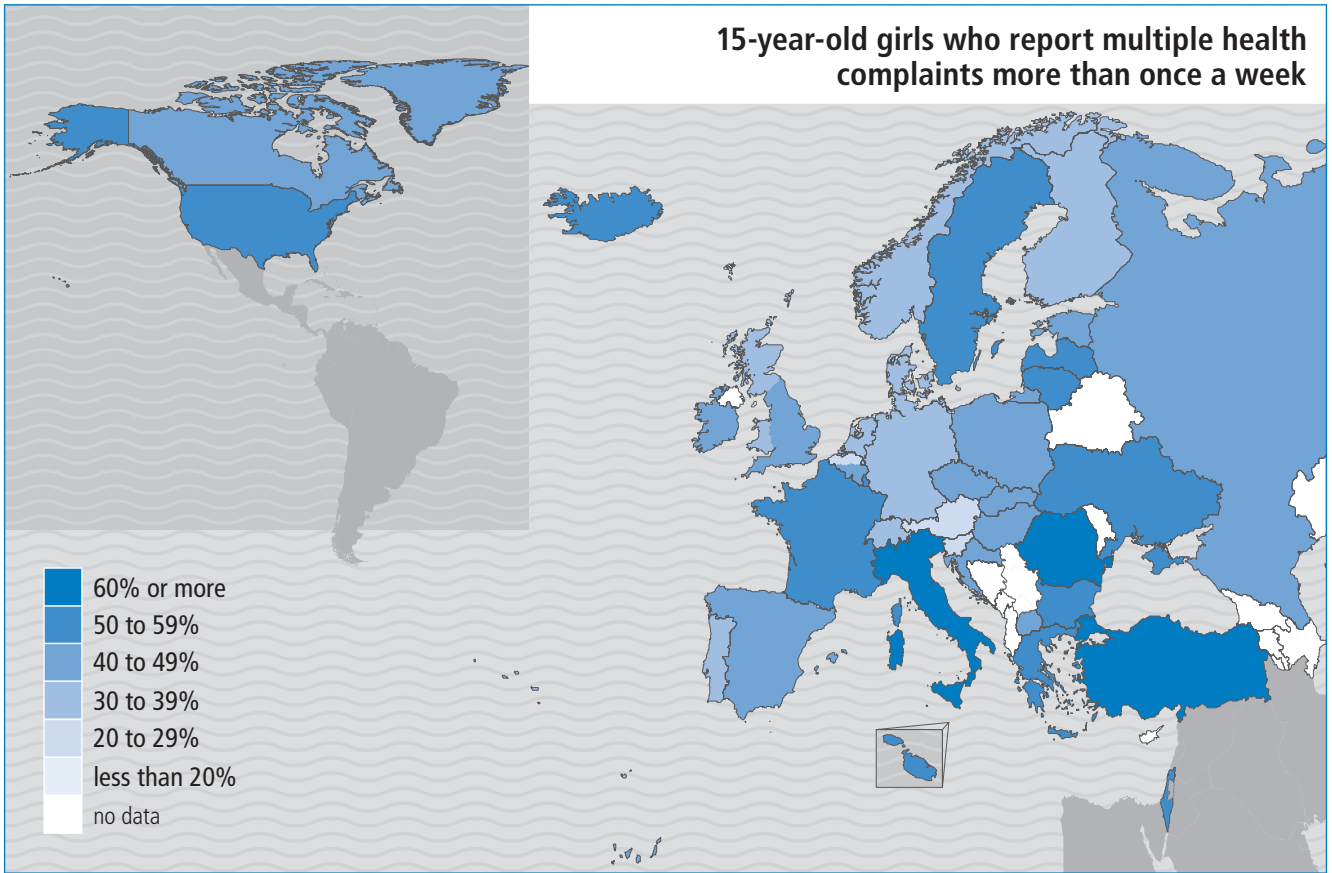 15-year-old girls who report multiple health
complaints more than once a week
60% or more
50 to 59%
40 to 49%
30 to 39%
20 to 29%
less than 20%
no data